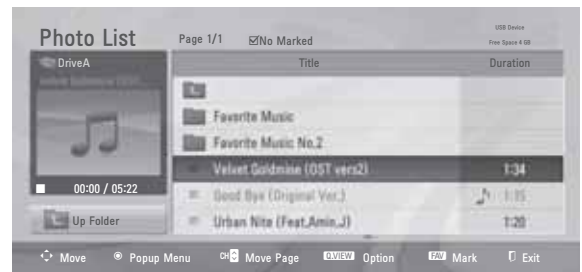 Photo List
Page 1/1 ☑No Marked
USB Device
Free Space 4 GB
DriveA
Title Duration
Favorite Music
Favorite Music No.2
Velvet Goldmine (OST vers2) 1:34
00:00 / 05:22
Good Bye (Original Ver.) 1:15
Up Folder
Urban Nite (Feat.Amin.J) 1:20
Move Popup Menu CH Move Page Q.VIEW Option FAV Mark Exit